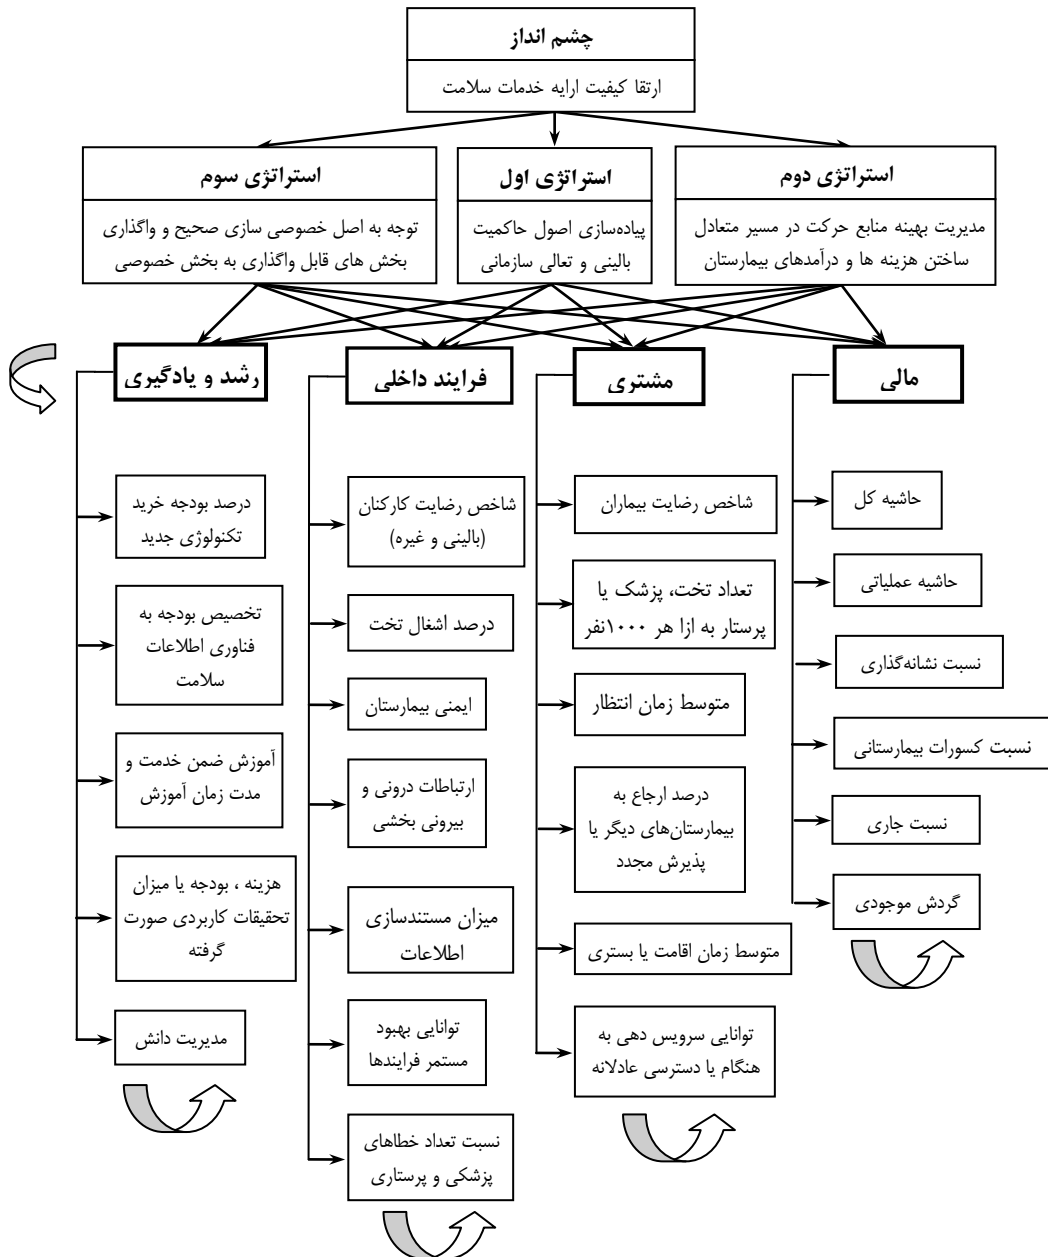 چشم انداز
ارتقا کیفیت ارایه خدمات سلامت
استراتژی دوم
مدیریت بهینه منابع حرکت در مسیر متعادل
ساختن هزینه ها و درآمدهای بیمارستان
استراتژی اول
پیاده‌سازی اصول حاکمیت
بالینی و تعالی سازمانی
استراتژی سوم
توجه به اصل خصوصی سازی صحیح و واگذاری
بخش های قابل واگذاری به بخش خصوصی
مالی
حاشیه کل
حاشیه عملیاتی
نسبت نشانه‌گذاری
نسبت کسورات بیمارستانی
نسبت جاری
گردش موجودی
مشتری
شاخص رضایت بیماران
تعداد تخت، پزشک یا
پرستار به ازا هر ۱۰۰۰نفر
متوسط زمان انتظار
درصد ارجاع به
بیمارستان‌های دیگر یا
پذیرش مجدد
متوسط زمان اقامت یا بستری
توانایی سرویس دهی به
هنگام یا دسترسی عادلانه
فرایند داخلی
شاخص رضایت کارکنان
(بالینی و غیره)
درصد اشغال تخت
ایمنی بیمارستان
ارتباطات درونی و
بیرونی بخشی
میزان مستندسازی
اطلاعات
توانایی بهبود
مستمر فرایندها
نسبت تعداد خطاهای
پزشکی و پرستاری
رشد و یادگیری
درصد بودجه خرید
تکنولوژی جدید
تخصیص بودجه به
فناوری اطلاعات
سلامت
آموزش ضمن خدمت و
مدت زمان آموزش
هزینه ، بودجه یا میزان
تحقیقات کاربردی صورت
گرفته
مدیریت دانش